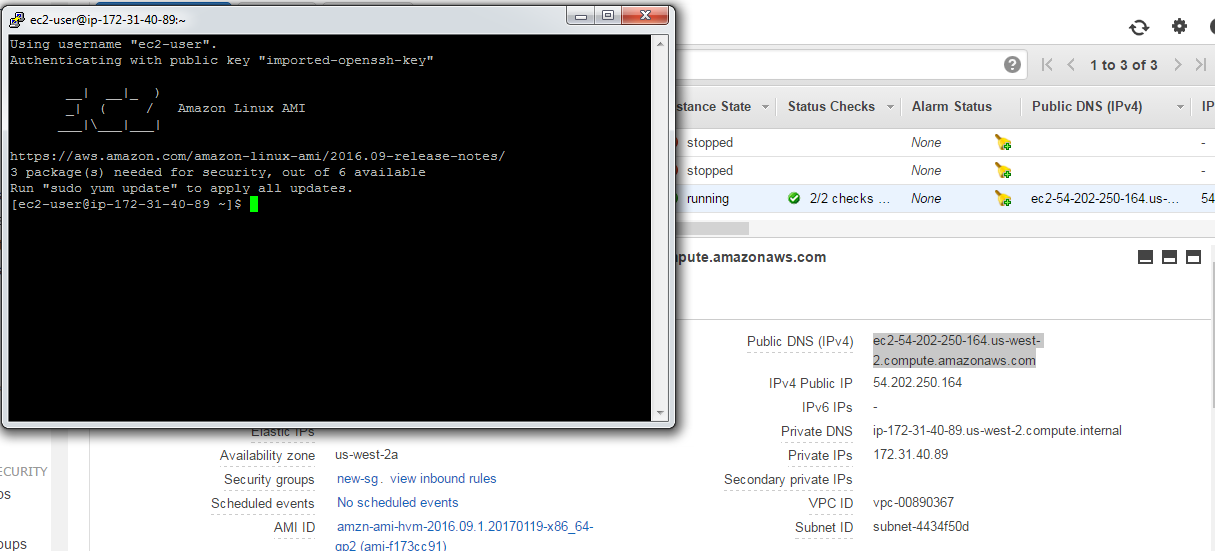 ec2-user@ip-172-31-40-89:~
Using username "ec2-user".
Authenticating with public key "imported-openssh-key"
__|  __|_  )
_|  (     /   Amazon Linux AMI
___|\___|___|
https://aws.amazon.com/amazon-linux-ami/2016.09-release-notes/
3 package(s) needed for security, out of 6 available
Run "sudo yum update" to apply all updates.
[ec2-user@ip-172-31-40-89 ~]$
1 to 3 of 3
stance State Status Checks Alarm Status Public DNS (IPv4) IP
stopped None -
stopped None -
running 2/2 checks ... None ec2-54-202-250-164.us-... 54
pute.amazonaws.com
Public DNS (IPv4) ec2-54-202-250-164.us-west-
2.compute.amazonaws.com
IPv4 Public IP 54.202.250.164
IPv6 IPs -
Elastic IPs Private DNS ip-172-31-40-89.us-west-2.compute.internal
Availability zone us-west-2a Private IPs 172.31.40.89
ECURITY
Security groups new-sg. view inbound rules Secondary private IPs
os
Scheduled events No scheduled events VPC ID vpc-00890367
AMI ID amzn-ami-hvm-2016.09.1.20170119-x86_64- Subnet ID subnet-4434f50d
oups
gp2 (ami-f173cc91)